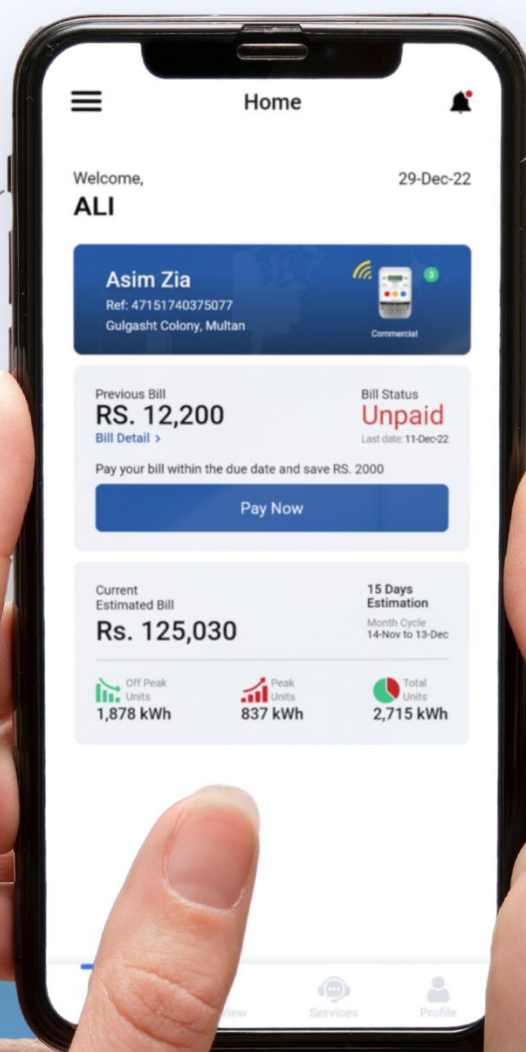 Home
Welcome,
29-Dec-22
ALI
Asim Zia
3
Ref: 47151740375077
Gulgasht Colony, Multan
Commercial
Previous Bill
Bill Status
RS. 12,200
Unpaid
Bill Detail >
Last date: 11-Dec-22
Pay your bill within the due date and save RS. 2000
Pay Now
Current
Estimated Bill
15 Days
Estimation
Rs. 125,030
Month Cycle
14-Nov to 13-Dec
Off Peak
Units
1,878 kWh
Peak
Units
837 kWh
Total
Units
2,715 kWh
Services
Profile